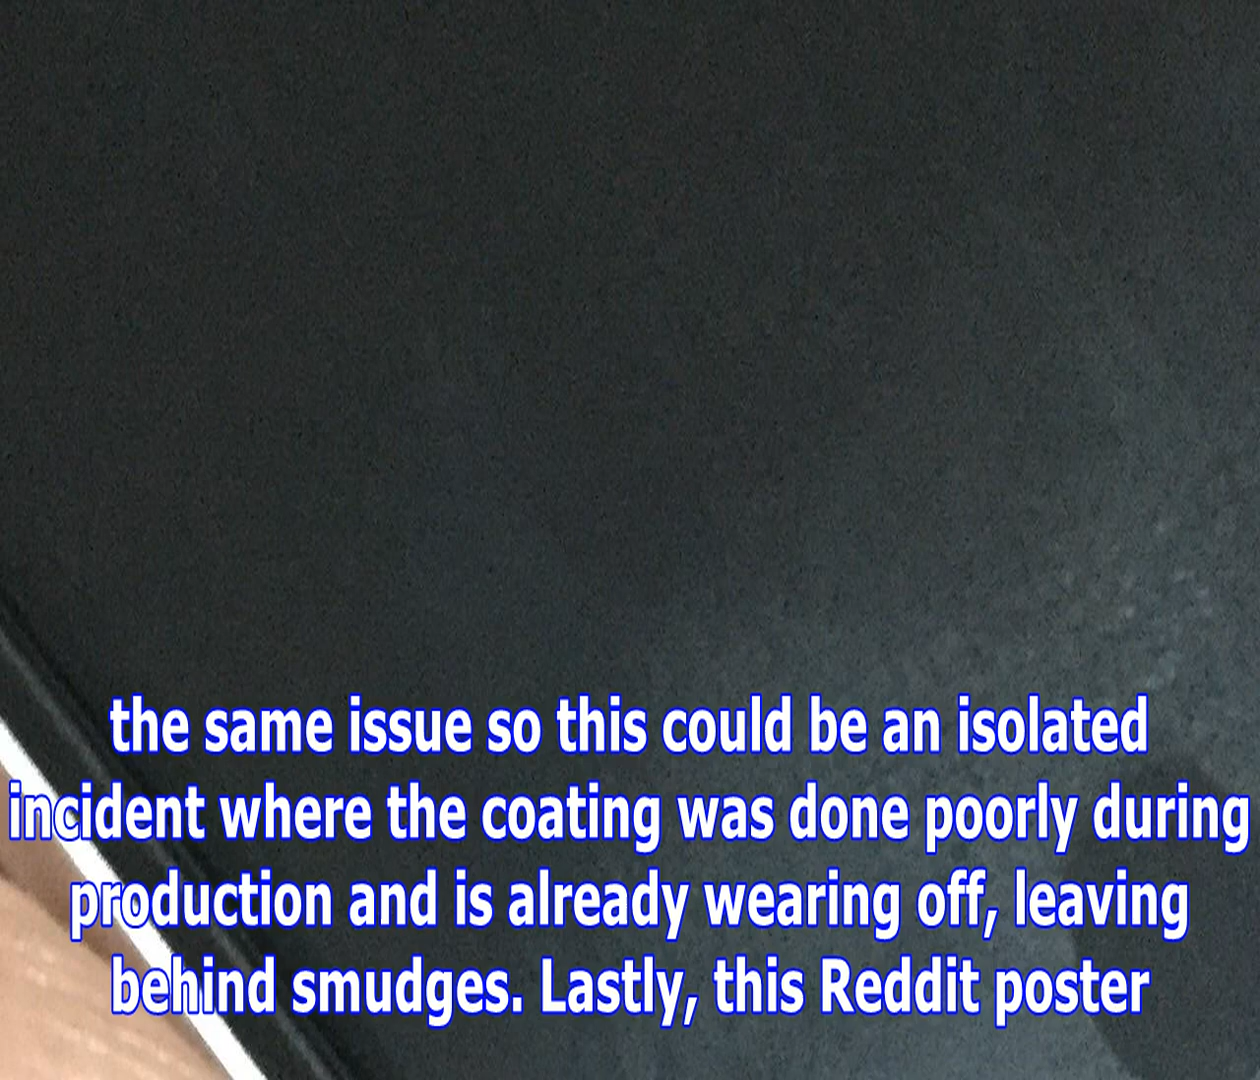 the same issue so this could be an isolated
incident where the coating was done poorly during
production and is already wearing off, leaving
behind smudges. Lastly, this Reddit poster